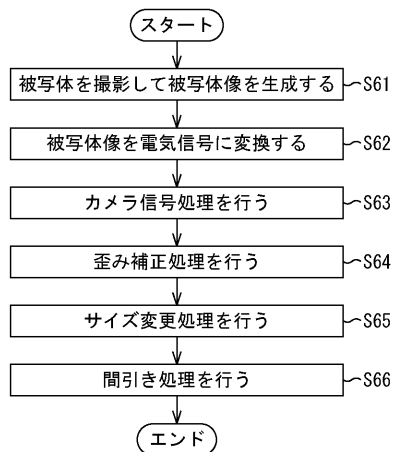 スタート
被写体を撮影して被写体像を生成する S61
被写体像を電気信号に変換する S62
カメラ信号処理を行う S63
歪み補正処理を行う S64
サイズ変更処理を行う S65
間引き処理を行う S66
エンド